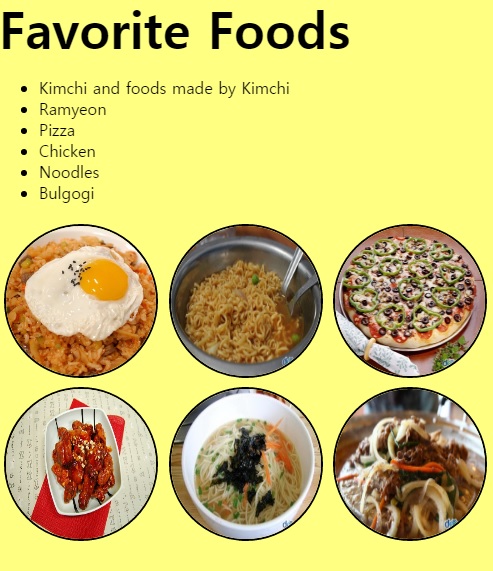 Favorite Foods
Kimchi and foods made by Kimchi
Ramyeon
Pizza
Chicken
Noodles
Bulgogi